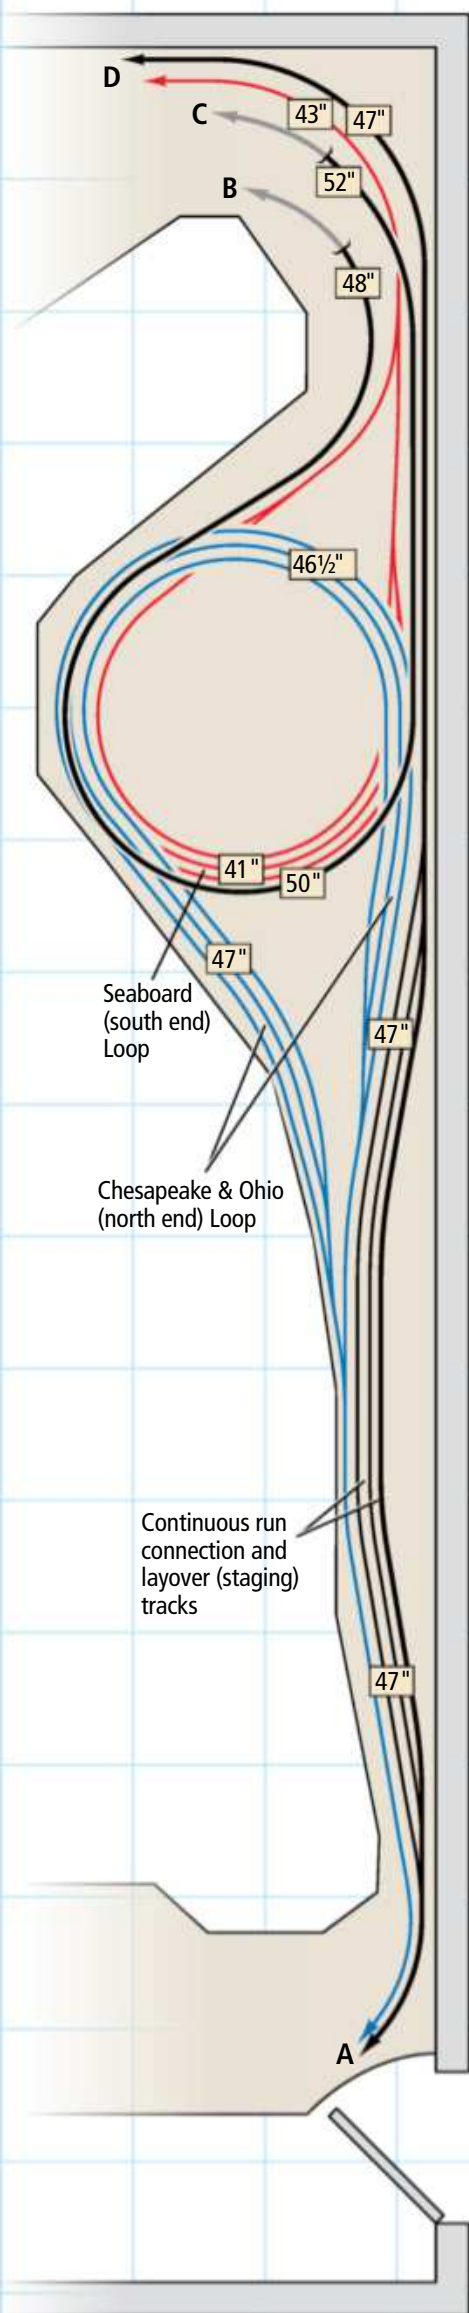 D
43"
47"
C
52"
B
48"
46½"
41"
50"
47"
Seaboard
(south end)
Loop
47"
Chesapeake & Ohio
(north end) Loop
Continuous run
connection and
layover (staging)
tracks
47"
A